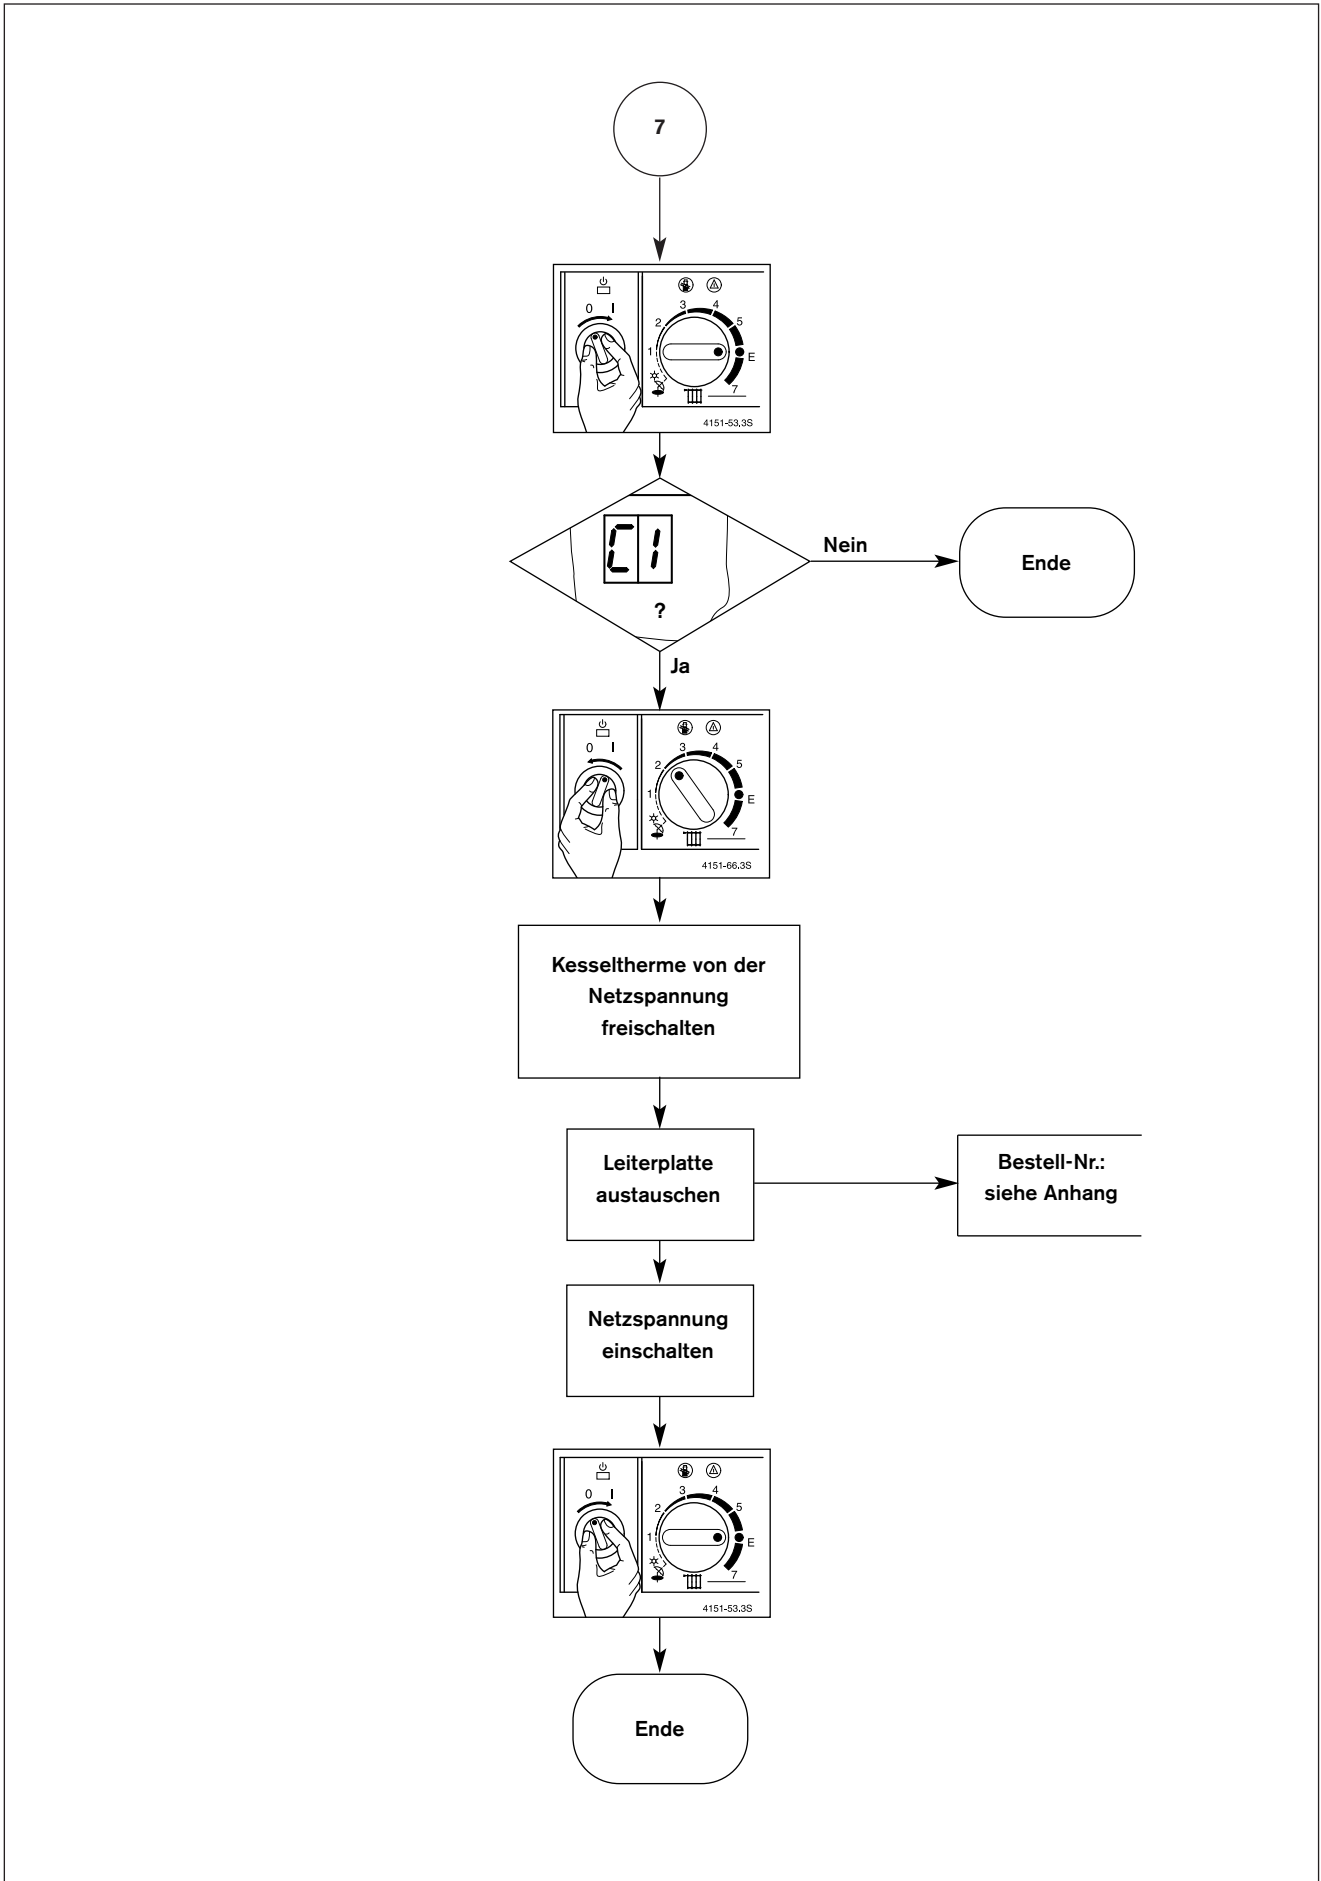 7
0 I
3 4
2 5
1 E
7
4151-53.3S
C1
?
Nein
Ende
Ja
0 I
3 4
2 5
1 E
7
4151-66.3S
Kesseltherme von der
Netzspannung
freischalten
Leiterplatte
austauschen
Bestell-Nr.:
siehe Anhang
Netzspannung
einschalten
0 I
3 4
2 5
1 E
7
4151-53.3S
Ende